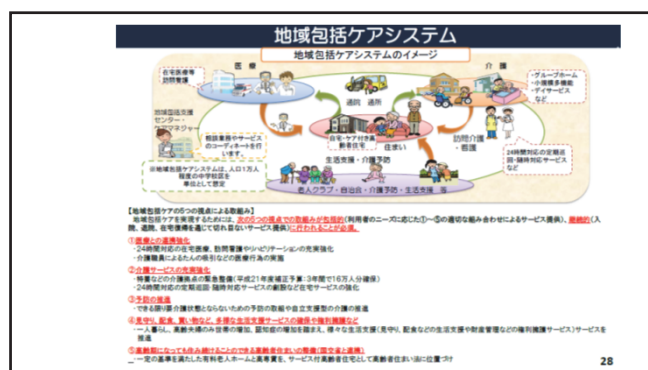 地域包括ケアシステム
地域包括ケアシステムのイメージ
医 療
介 護
在宅医療等
訪問看護
・グループホーム
・小規模多機能
・デイサービス
など
通院 通所
地域包括支援
センター・
ケアマネジャー
自宅・ケア付き高
齢者住宅
住まい
訪問介護
・看護
相談業務やサービス
のコーディネートを行
います。
24時間対応の定期巡
回・随時対応サービス
など
生活支援・介護予防
※地域包括ケアシステムは、人口1万人
程度の中学校区を
単位として想定
老人クラブ・自治会・介護予防・生活支援 等
【地域包括ケアの5つの視点による取組み】
地域包括ケアを実現するためには、次の5つの視点での取組みが包括的(利用者のニーズに応じた①~⑤の適切な組み合わせによるサービス提供)、継続的(入
院、退院、在宅復帰を通じて切れ目ないサービス提供)に行われることが必須。
①医療との連携強化
・24時間対応の在宅医療、訪問看護やリハビリテーションの充実強化
・介護職員によるたんの吸引などの医療行為の実施
②介護サービスの充実強化
・特養などの介護拠点の緊急整備(平成21年度補正予算:3年間で16万人分確保)
・24時間対応の定期巡回・随時対応サービスの創設など在宅サービスの強化
③予防の推進
・できる限り要介護状態とならないための予防の取組や自立支援型の介護の推進
④見守り、配食、買い物など、多様な生活支援サービスの確保や権利擁護など
・一人暮らし、高齢夫婦のみ世帯の増加、認知症の増加を踏まえ、様々な生活支援(見守り、配食などの生活支援や財産管理などの権利擁護サービス)サービスを
推進
⑤高齢期になっても住み続けることのできる高齢者住まいの整備(国交省と連携)
・一定の基準を満たした有料老人ホームと高専賃を、サービス付高齢者住宅として高齢者住まい法に位置づけ
28